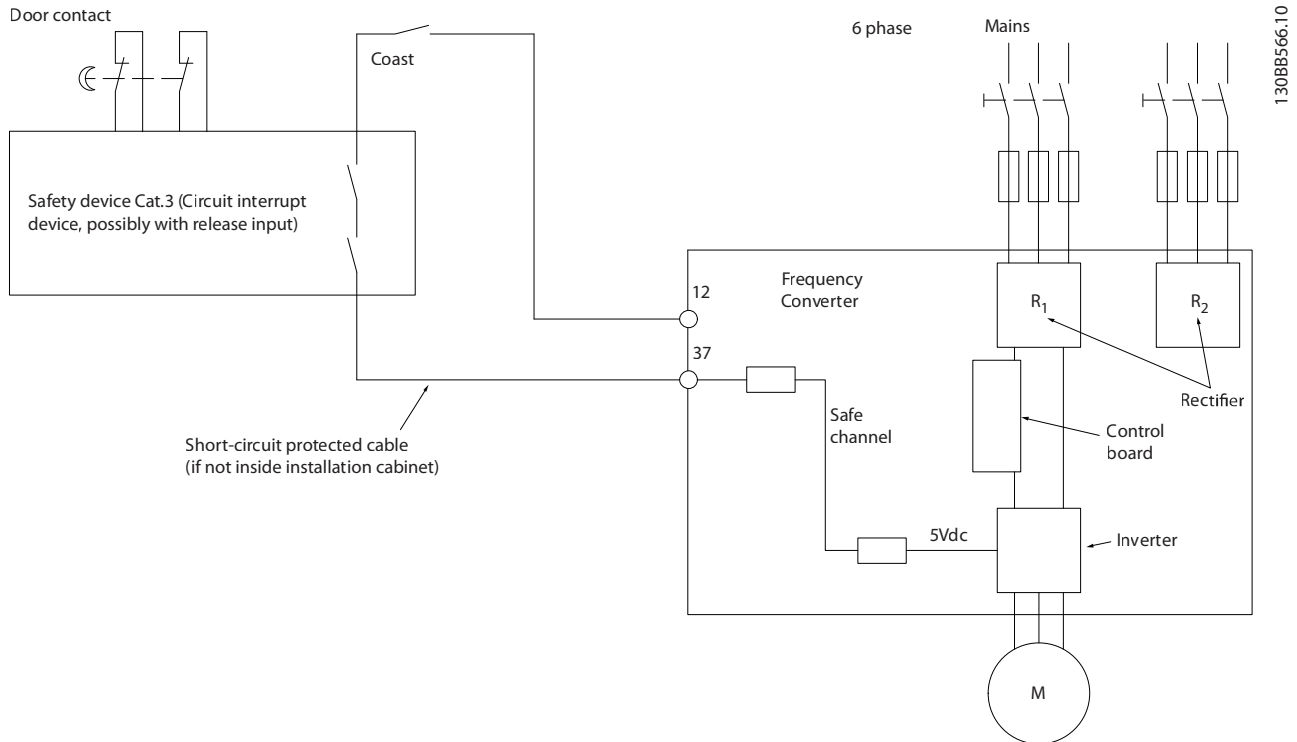 Door contact
Coast
6 phase
Mains
130BB566.10
Safety device Cat.3 (Circuit interrupt
device, possibly with release input)
12
Frequency
Converter
R1
R2
37
Rectifier
Safe
channel
Control
board
Short-circuit protected cable
(if not inside installation cabinet)
5Vdc
Inverter
M